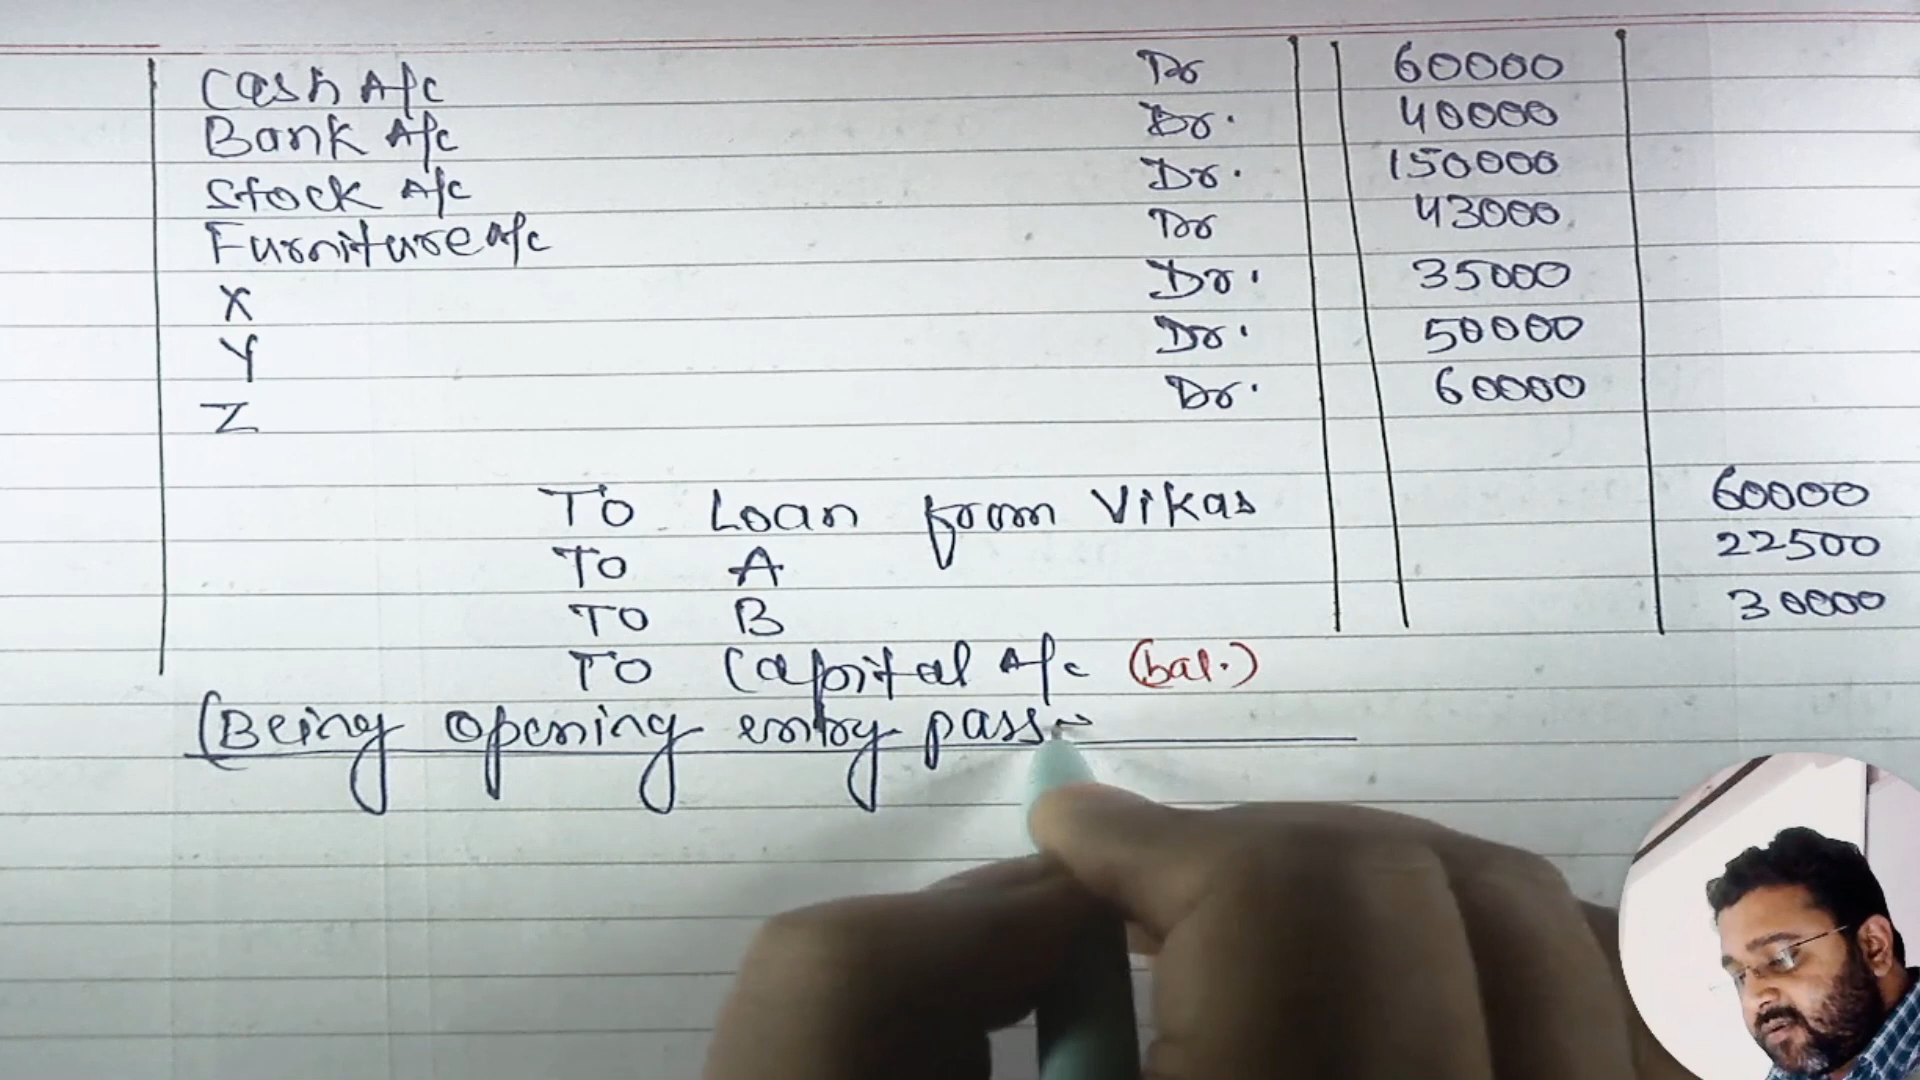 Cash A/c Dr 60000
Bank A/c Dr. 40000
Stock A/c Dr. 150000
Furniture A/c Dr 43000
X Dr. 35000
Y Dr. 50000
Z Dr. 60000
To Loan from Vikas 60000
To A 22500
To B 30000
To Capital A/c (bal.)
(Being opening entry pass